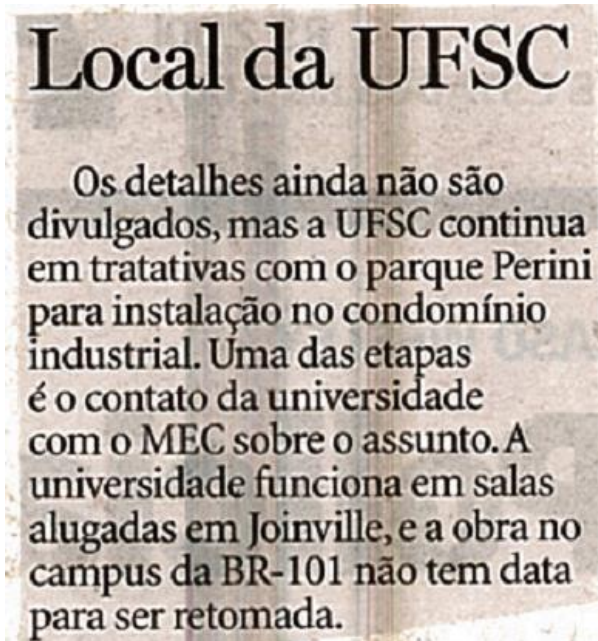 Local da UFSC
Os detalhes ainda não são
divulgados, mas a UFSC continua
em tratativas com o parque Perini
para instalação no condomínio
industrial. Uma das etapas
é o contato da universidade
com o MEC sobre o assunto. A
universidade funciona em salas
alugadas em Joinville, e a obra no
campus da BR-101 não tem data
para ser retomada.